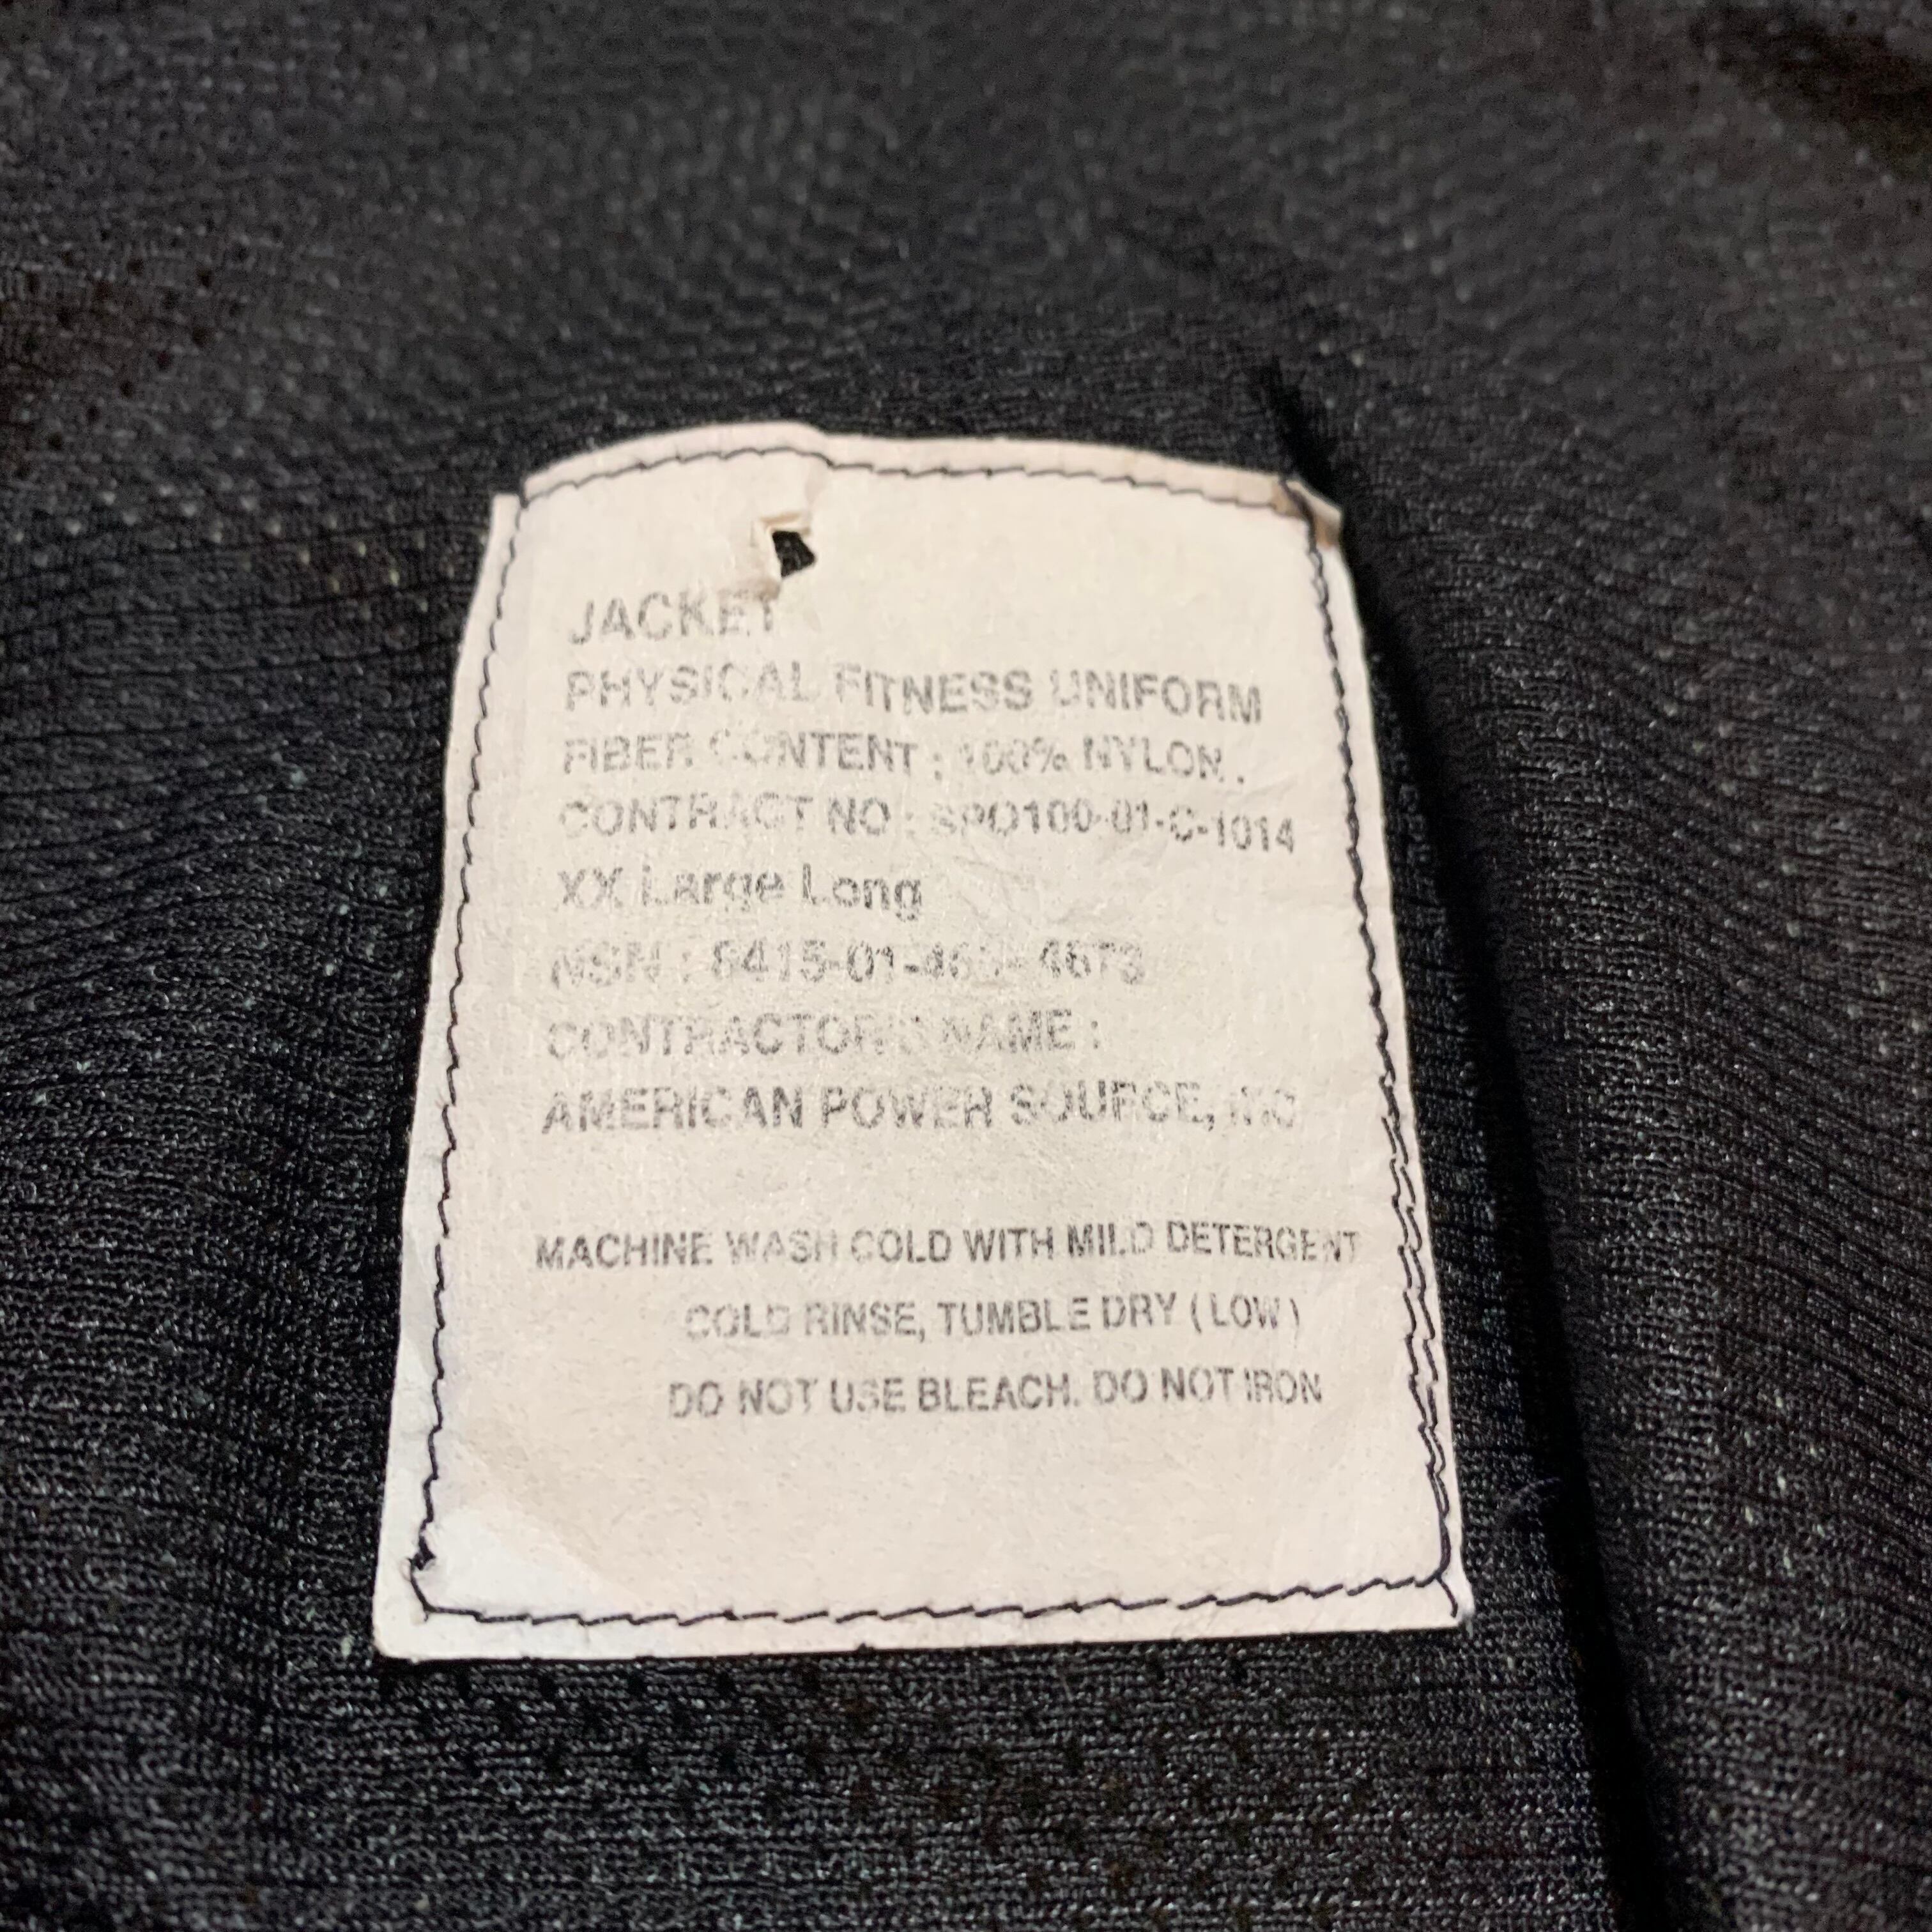 JACKET
PHYSICAL FITNESS UNIFORM
FIBER CONTENT : 100% NYLON.
CONTRACT NO : SPO100-01-C-1014
XX Large Long
NSN :
CONTRACTOR'S NAME :
AMERICAN POWER SOURCE, INC
MACHINE WASH COLD WITH MILD DETERGENT
COLD RINSE, TUMBLE DRY ( LOW )
DO NOT USE BLEACH. DO NOT IRON